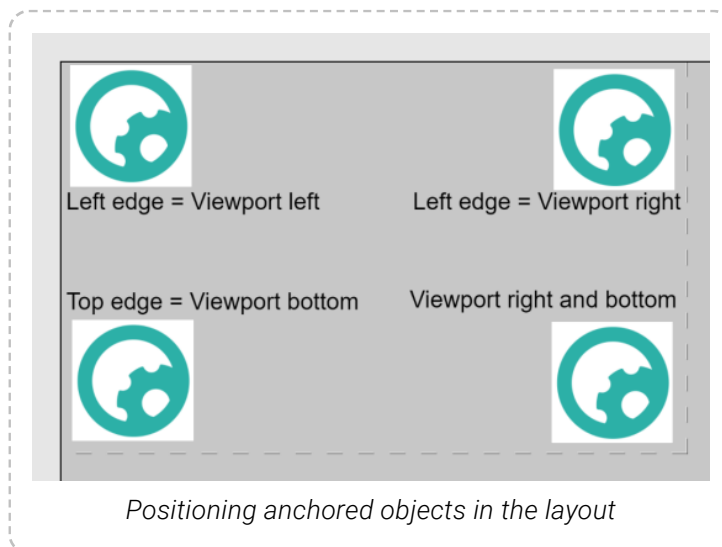 Left edge = Viewport left
Left edge = Viewport right
Top edge = Viewport bottom
Viewport right and bottom
Positioning anchored objects in the layout